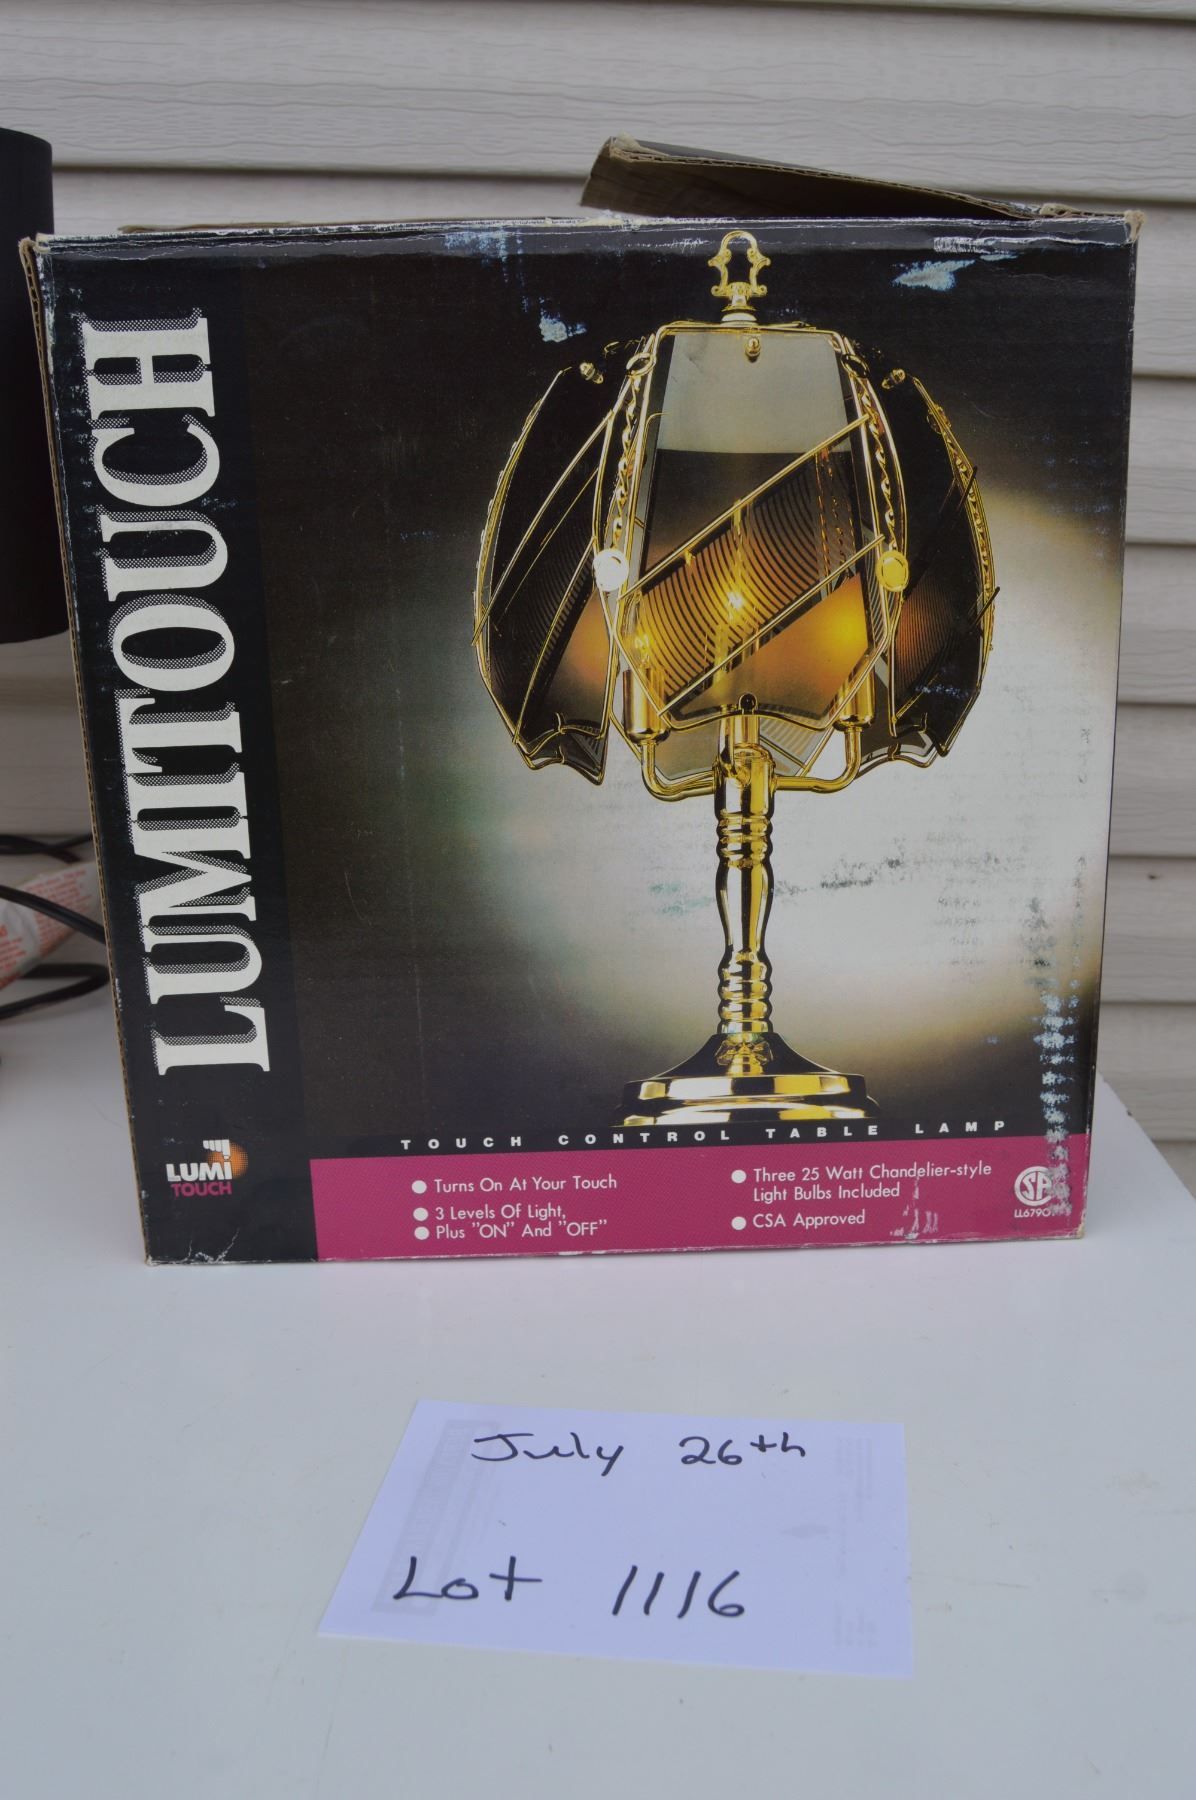 LUMITOUCH
TOUCH CONTROL TABLE LAMP
LUMI
TOUCH
Turns On At Your Touch
3 Levels Of Light,
Plus "ON" And "OFF"
Three 25 Watt Chandelier-style
Light Bulbs Included
CSA Approved
July 26th
Lot 1116